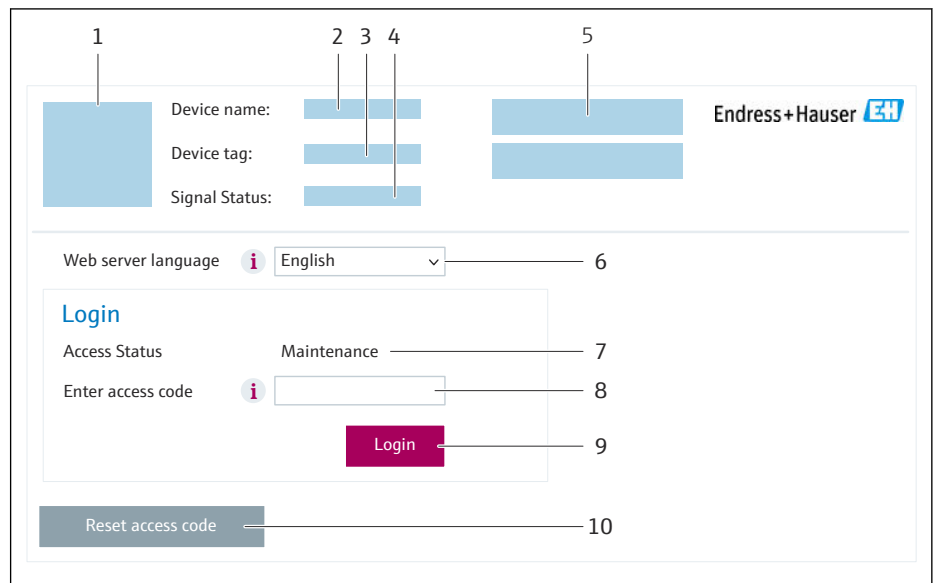 1 2 3 4 5
Device name:
Endress+Hauser EH
Device tag:
Signal Status:
Web server language i English 6
Login
Access Status Maintenance 7
Enter access code i 8
Login 9
Reset access code 10